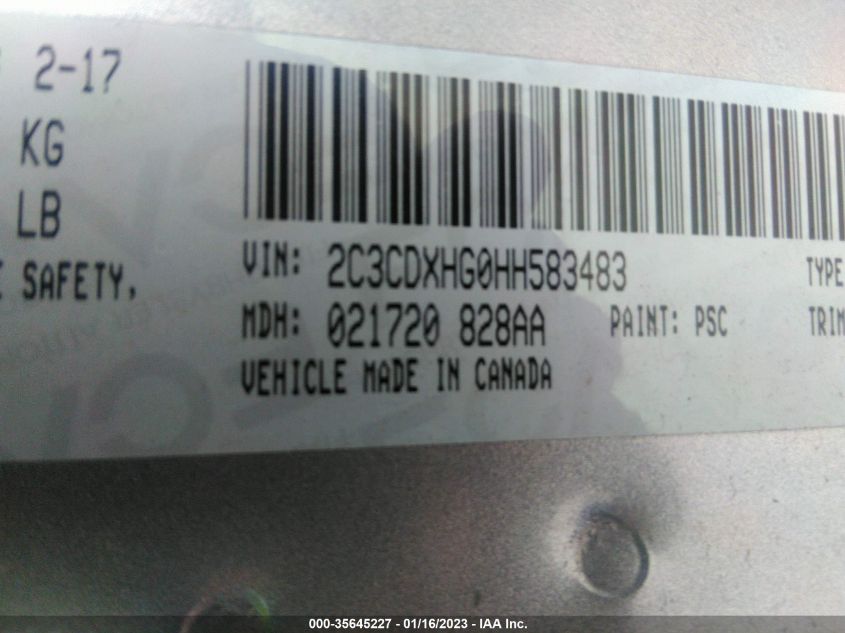 2-17
KG
LB
SAFETY,
VIN: 2C3CDXHG0HH583483
TYPE
MDH: 021720 828AA
PAINT: PSC
TRIM
VEHICLE MADE IN CANADA
000-35645227 - 01/16/2023 - IAA Inc.